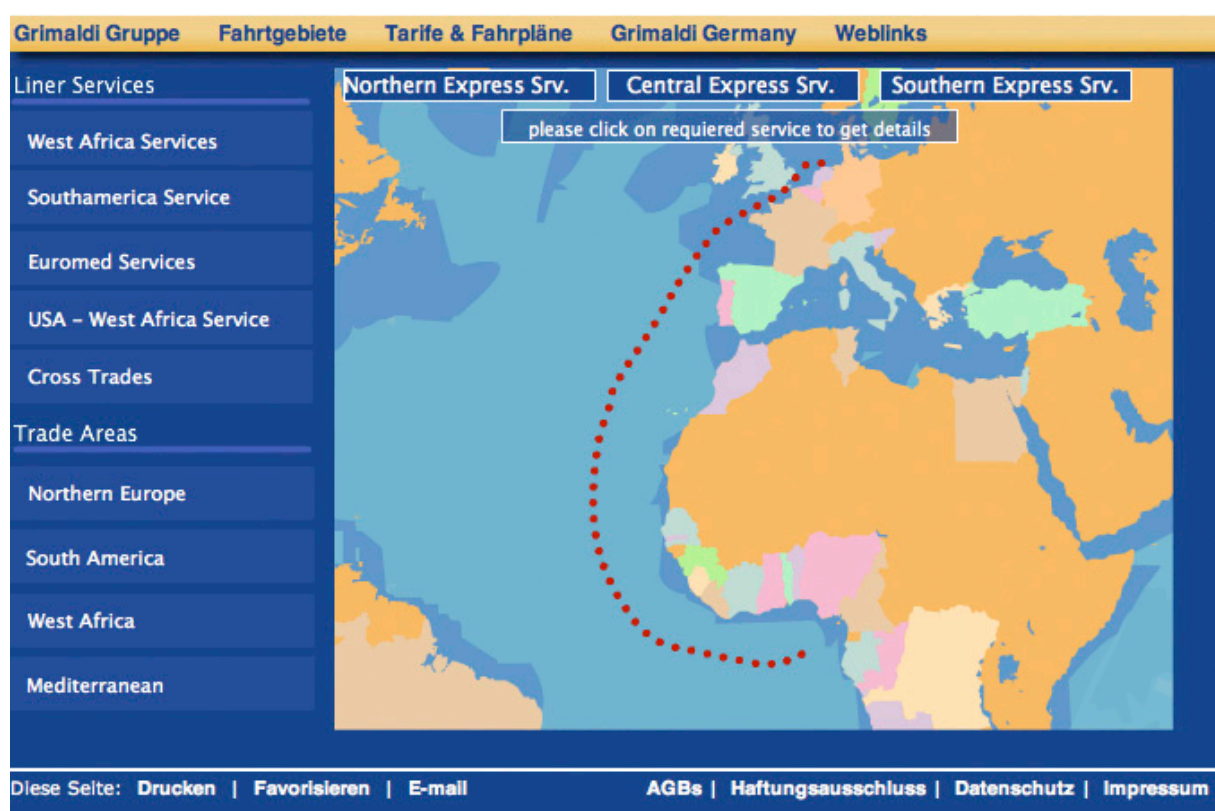 Grimaldi Gruppe Fahrtgebiete Tarife & Fahrpläne Grimaldi Germany Weblinks
Liner Services
West Africa Services
Southamerica Service
Euromed Services
USA – West Africa Service
Cross Trades
Trade Areas
Northern Europe
South America
West Africa
Mediterranean
Northern Express Srv. Central Express Srv. Southern Express Srv.
please click on requiered service to get details
Diese Seite: Drucken | Favorisieren | E-mail AGBs | Haftungsausschluss | Datenschutz | Impressum